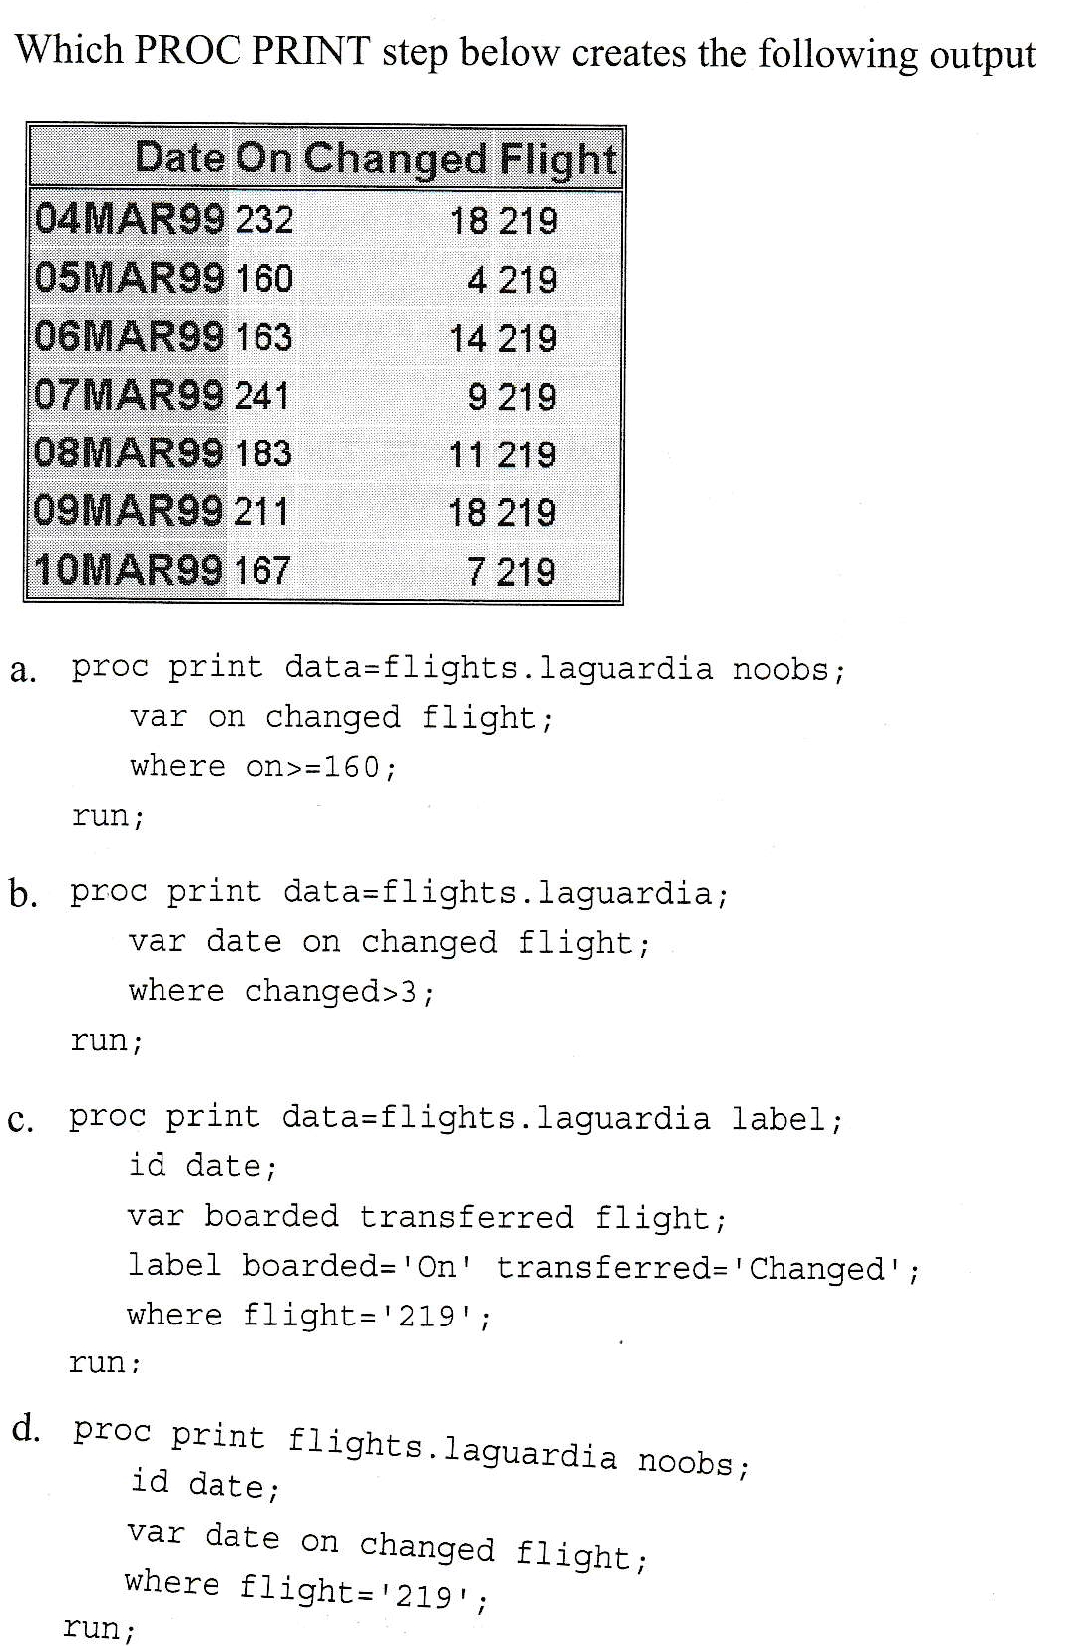 Which PROC PRINT step below creates the following output
Date On Changed Flight
04MAR99 232 18 219
05MAR99 160 4 219
06MAR99 163 14 219
07MAR99 241 9 219
08MAR99 183 11 219
09MAR99 211 18 219
10MAR99 167 7 219
a. proc print data=flights.laguardia noobs;
var on changed flight;
where on>=160;
run;
b. proc print data=flights.laguardia;
var date on changed flight;
where changed>3;
run;
c. proc print data=flights.laguardia label;
id date;
var boarded transferred flight;
label boarded='On' transferred='Changed';
where flight='219';
run;
d. proc print flights.laguardia noobs;
id date;
var date on changed flight;
where flight='219';
run;